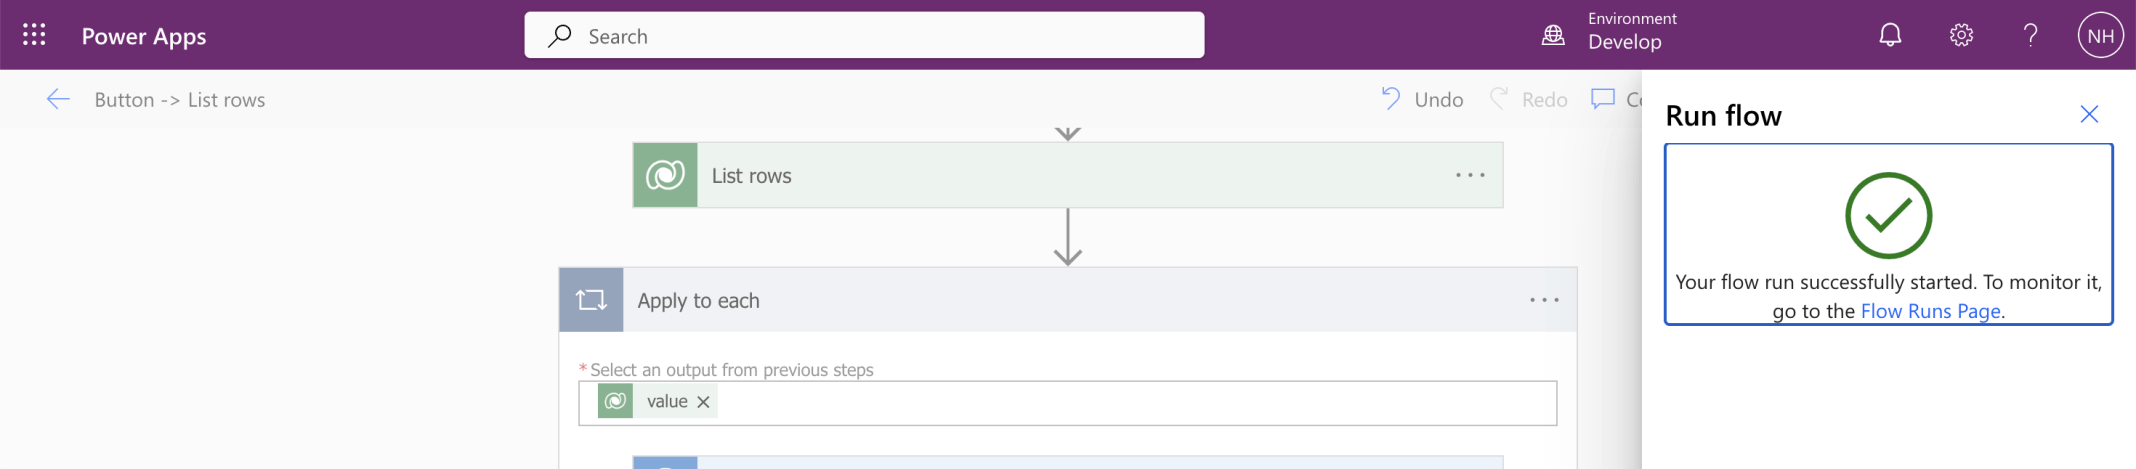 Power Apps
Search
Environment
Develop
NH
Button -> List rows
Undo
Redo
Run flow
List rows
Your flow run successfully started. To monitor it,
go to the Flow Runs Page.
Apply to each
* Select an output from previous steps
value